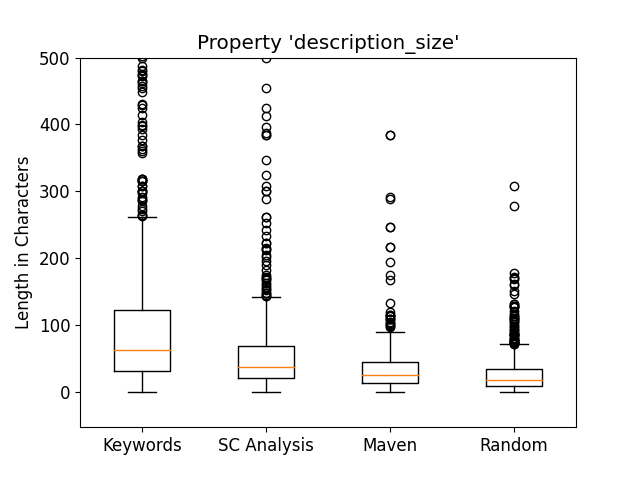 Property 'description_size'
Length in Characters
500
400
300
200
100
0
Keywords SC Analysis Maven Random